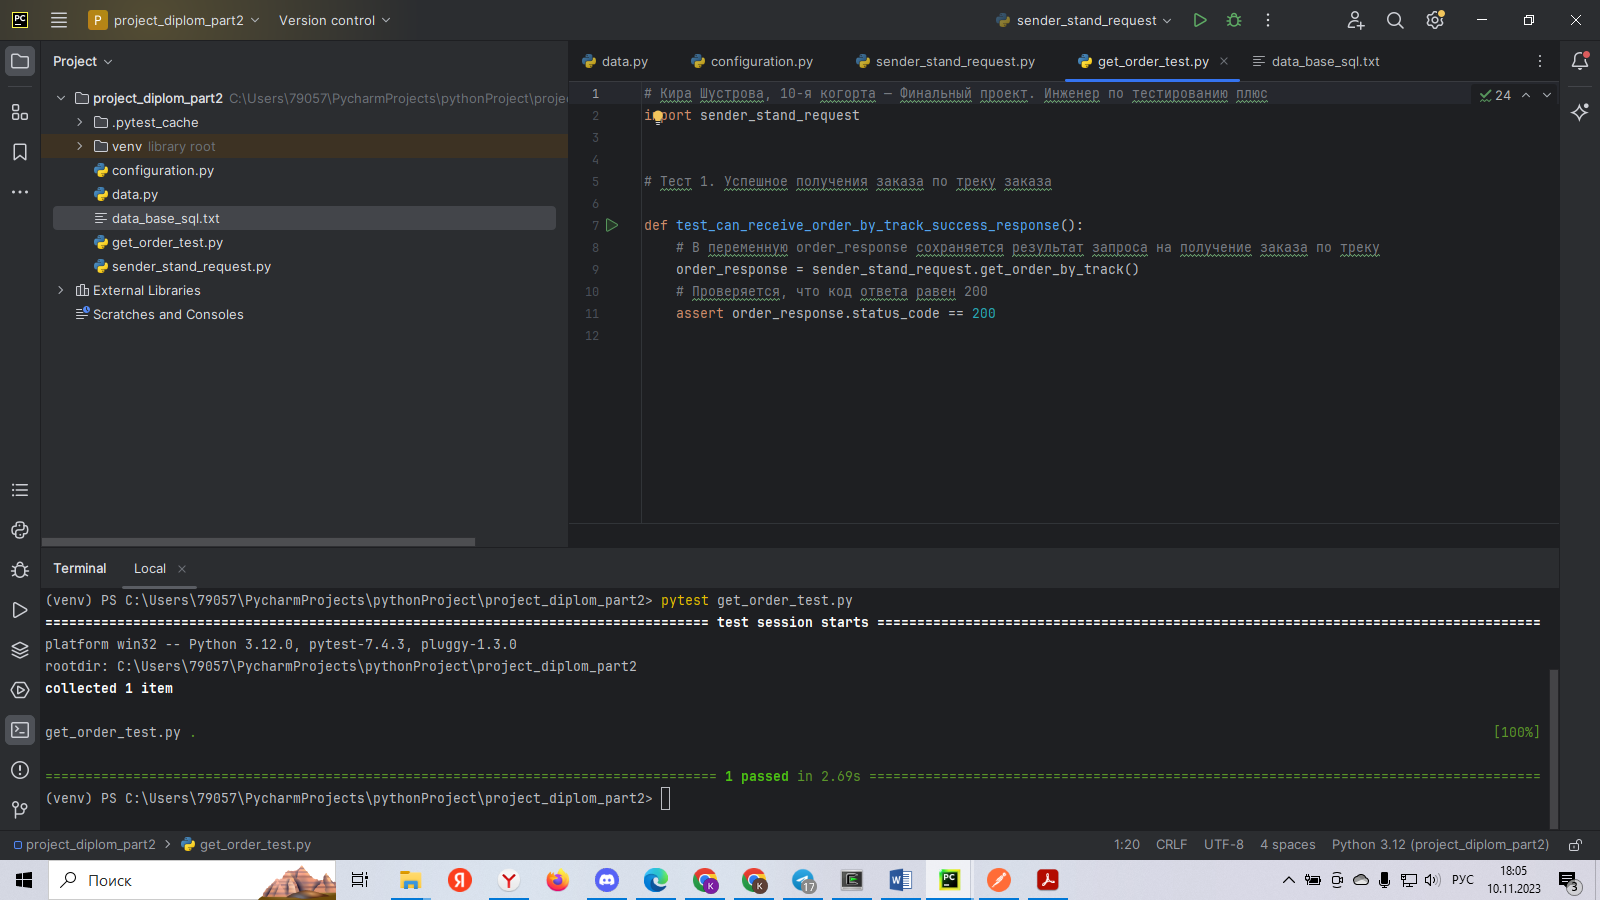 PC
P project_diplom_part2 Version control sender_stand_request
Project
project_diplom_part2 C:\Users\79057\PycharmProjects\pythonProject\proje
.pytest_cache
venv library root
configuration.py
data.py
data_base_sql.txt
get_order_test.py
sender_stand_request.py
External Libraries
Scratches and Consoles
data.py configuration.py sender_stand_request.py get_order_test.py data_base_sql.txt
24
1 # Кира Шустрова, 10-я когорта — Финальный проект. Инженер по тестированию плюс
2 import sender_stand_request
3
4
5 # Тест 1. Успешное получения заказа по треку заказа
6
7 def test_can_receive_order_by_track_success_response():
8 # В переменную order_response сохраняется результат запроса на получение заказа по треку
9 order_response = sender_stand_request.get_order_by_track()
10 # Проверяется, что код ответа равен 200
11 assert order_response.status_code == 200
12
Terminal Local
(venv) PS C:\Users\79057\PycharmProjects\pythonProject\project_diplom_part2> pytest get_order_test.py
=================================================================================== test session starts ===================================================================================
platform win32 -- Python 3.12.0, pytest-7.4.3, pluggy-1.3.0
rootdir: C:\Users\79057\PycharmProjects\pythonProject\project_diplom_part2
collected 1 item
get_order_test.py . [100%]
==================================================================================== 1 passed in 2.69s ====================================================================================
(venv) PS C:\Users\79057\PycharmProjects\pythonProject\project_diplom_part2>
project_diplom_part2 > get_order_test.py 1:20 CRLF UTF-8 4 spaces Python 3.12 (project_diplom_part2)
Поиск
Я
Y
K
K
17
W
PC
РУС
18:05
10.11.2023
3